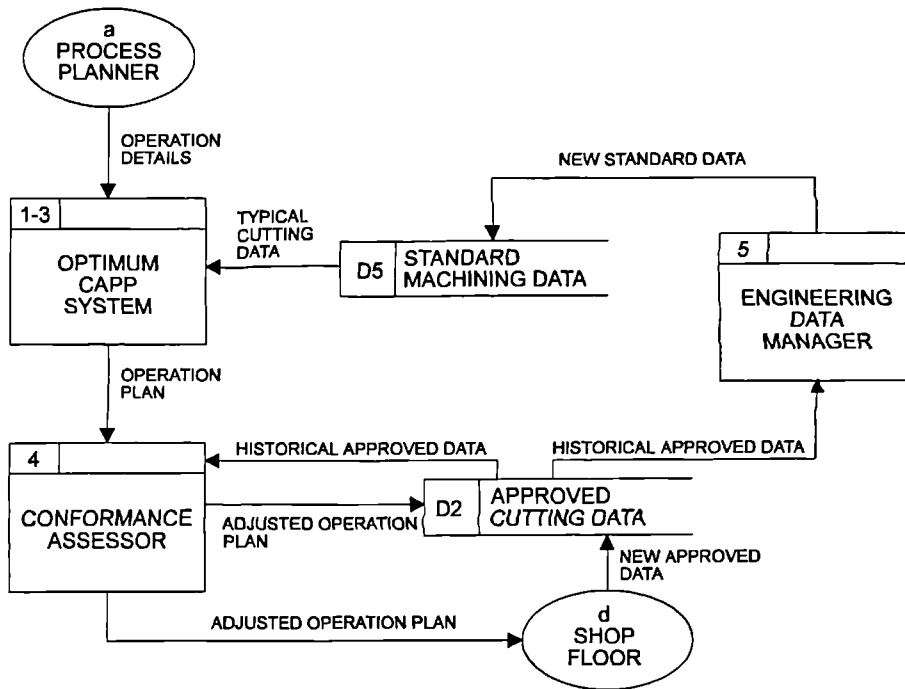 a
PROCESS
PLANNER
OPERATION
DETAILS
NEW STANDARD DATA
1-3
OPTIMUM
CAPP
SYSTEM
TYPICAL
CUTTING
DATA
D5
STANDARD
MACHINING DATA
5
ENGINEERING
DATA
MANAGER
OPERATION
PLAN
HISTORICAL APPROVED DATA
HISTORICAL APPROVED DATA
4
CONFORMANCE
ASSESSOR
ADJUSTED OPERATION
PLAN
D2
APPROVED
CUTTING DATA
NEW APPROVED
DATA
ADJUSTED OPERATION PLAN
d
SHOP
FLOOR